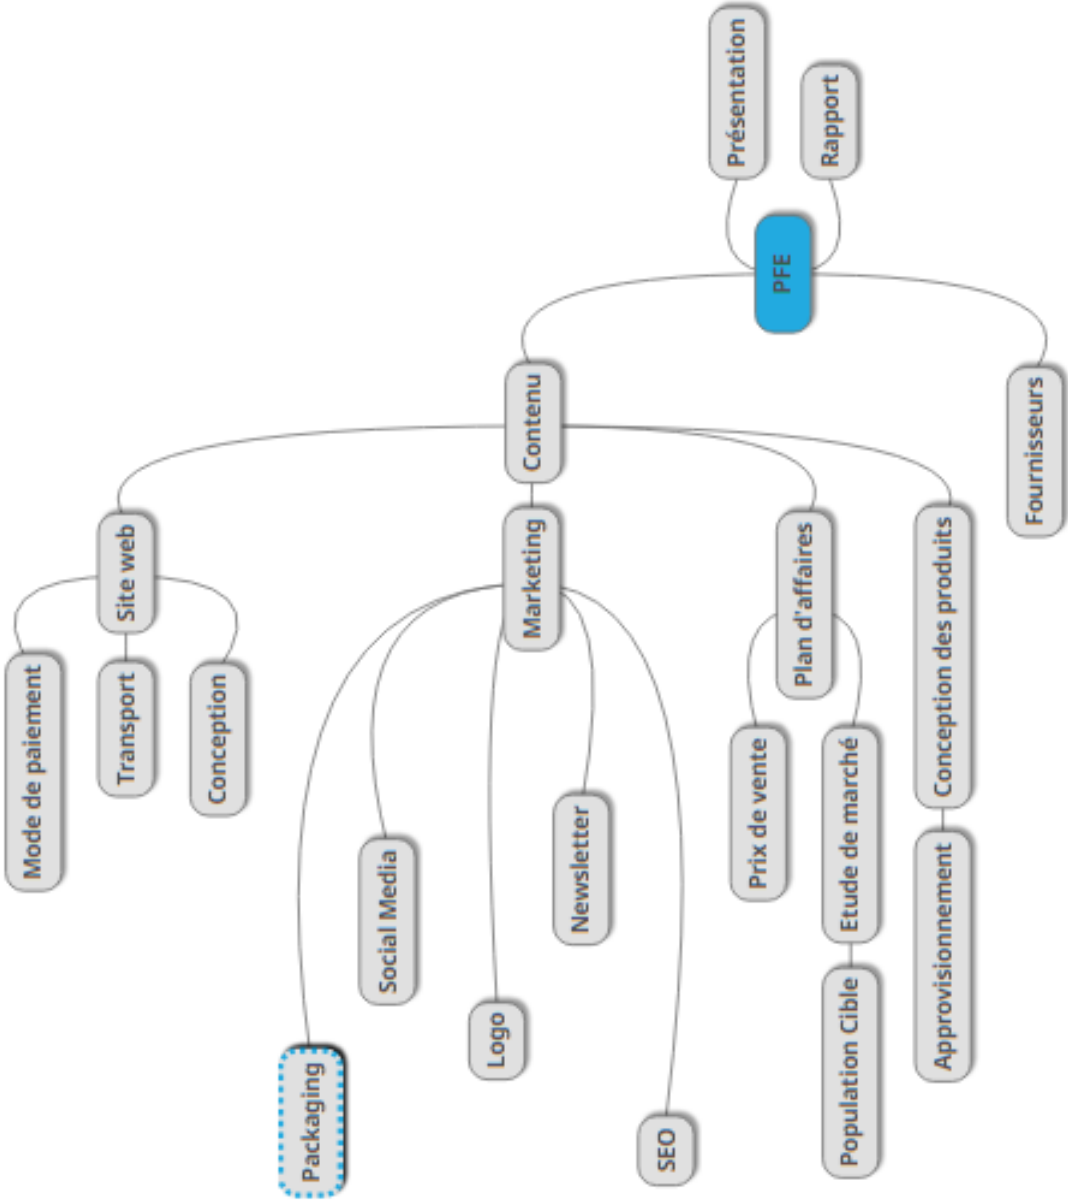 Mode de paiement
Transport
Site web
Conception
Packaging
Social Media
Logo
Marketing
Contenu
Newsletter
SEO
Présentation
Prix de vente
PFE
Plan d'affaires
Rapport
Population Cible
Etude de marché
Approvisionnement
Conception des produits
Fournisseurs